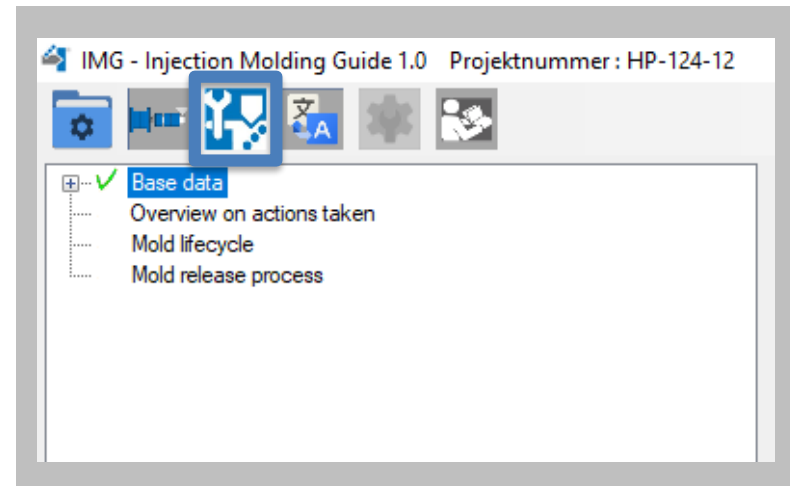 IMG - Injection Molding Guide 1.0 Projektnummer : HP-124-12
文 A
Base data
Overview on actions taken
Mold lifecycle
Mold release process